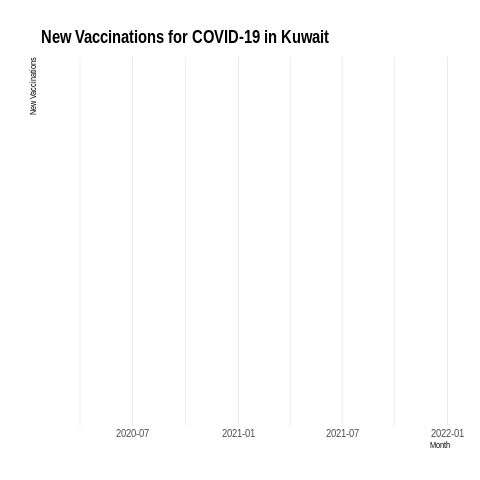 New Vaccinations for COVID-19 in Kuwait
New Vaccinations
2020-07 2021-01 2021-07 2022-01
Month